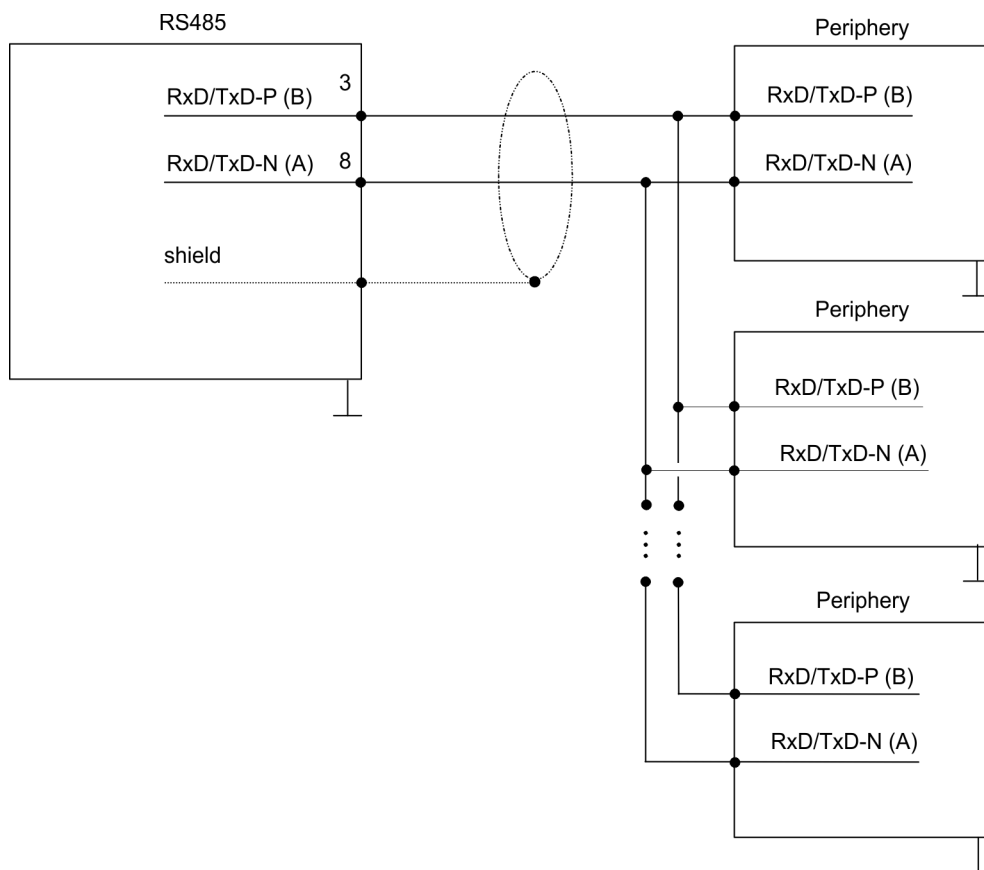 RS485
RxD/TxD-P (B) 3
RxD/TxD-N (A) 8
shield
Periphery
RxD/TxD-P (B)
RxD/TxD-N (A)
Periphery
RxD/TxD-P (B)
RxD/TxD-N (A)
Periphery
RxD/TxD-P (B)
RxD/TxD-N (A)